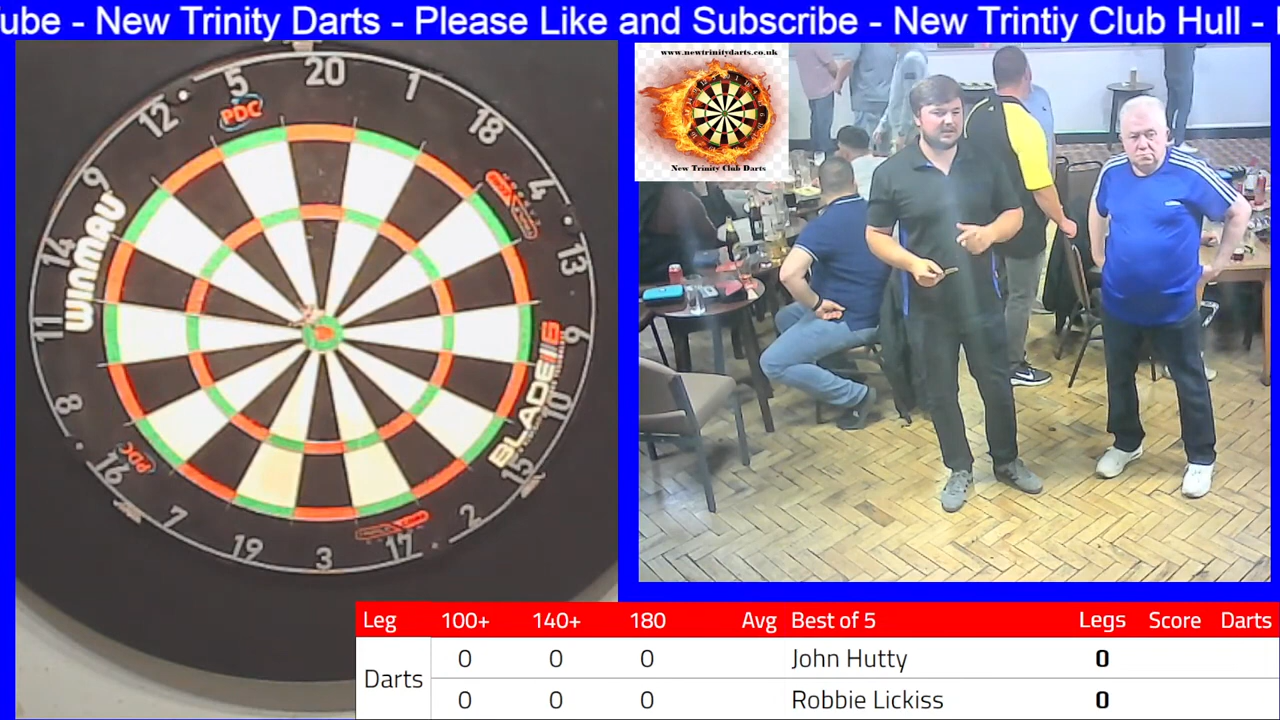 ube - New Trinity Darts - Please Like and Subscribe - New Trintiy Club Hull -
www.newtrinitydarts.co.uk
New Trinity Club Darts
20
1
18
4
13
6
10
15
2
17
3
19
7
16
8
11
14
9
12
5
PDC
WINMAU
BLADE 6
PDC
Leg 100+ 140+ 180 Avg Best of 5 Legs Score Darts
Darts
0 0 0 John Hutty 0
0 0 0 Robbie Lickiss 0